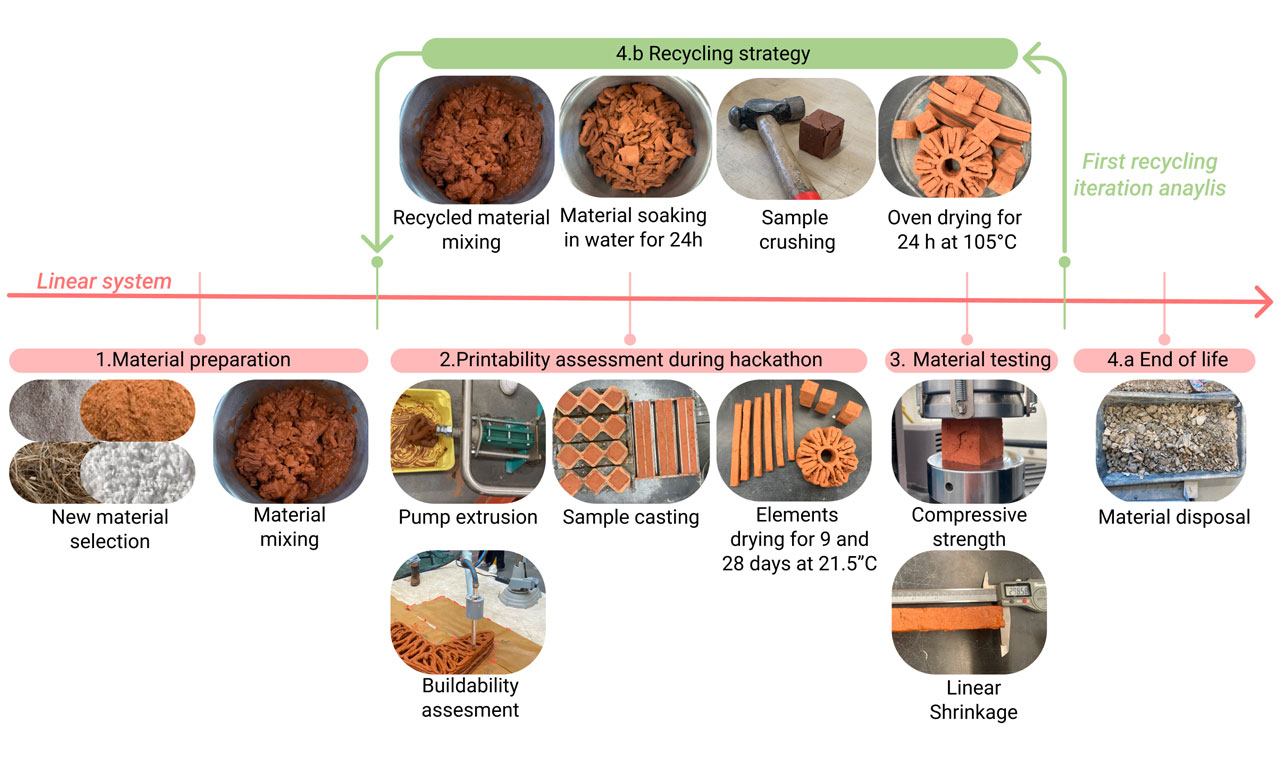 4.b Recycling strategy
Recycled material
mixing
Material soaking
in water for 24h
Sample
crushing
Oven drying for
24 h at 105°C
First recycling
iteration anaylis
Linear system
1.Material preparation
2.Printability assessment during hackathon
3. Material testing
4.a End of life
New material
selection
Material
mixing
Pump extrusion
Sample casting
Elements
drying for 9 and
28 days at 21.5”C
Compressive
strength
Material disposal
Buildability
assesment
Linear
Shrinkage